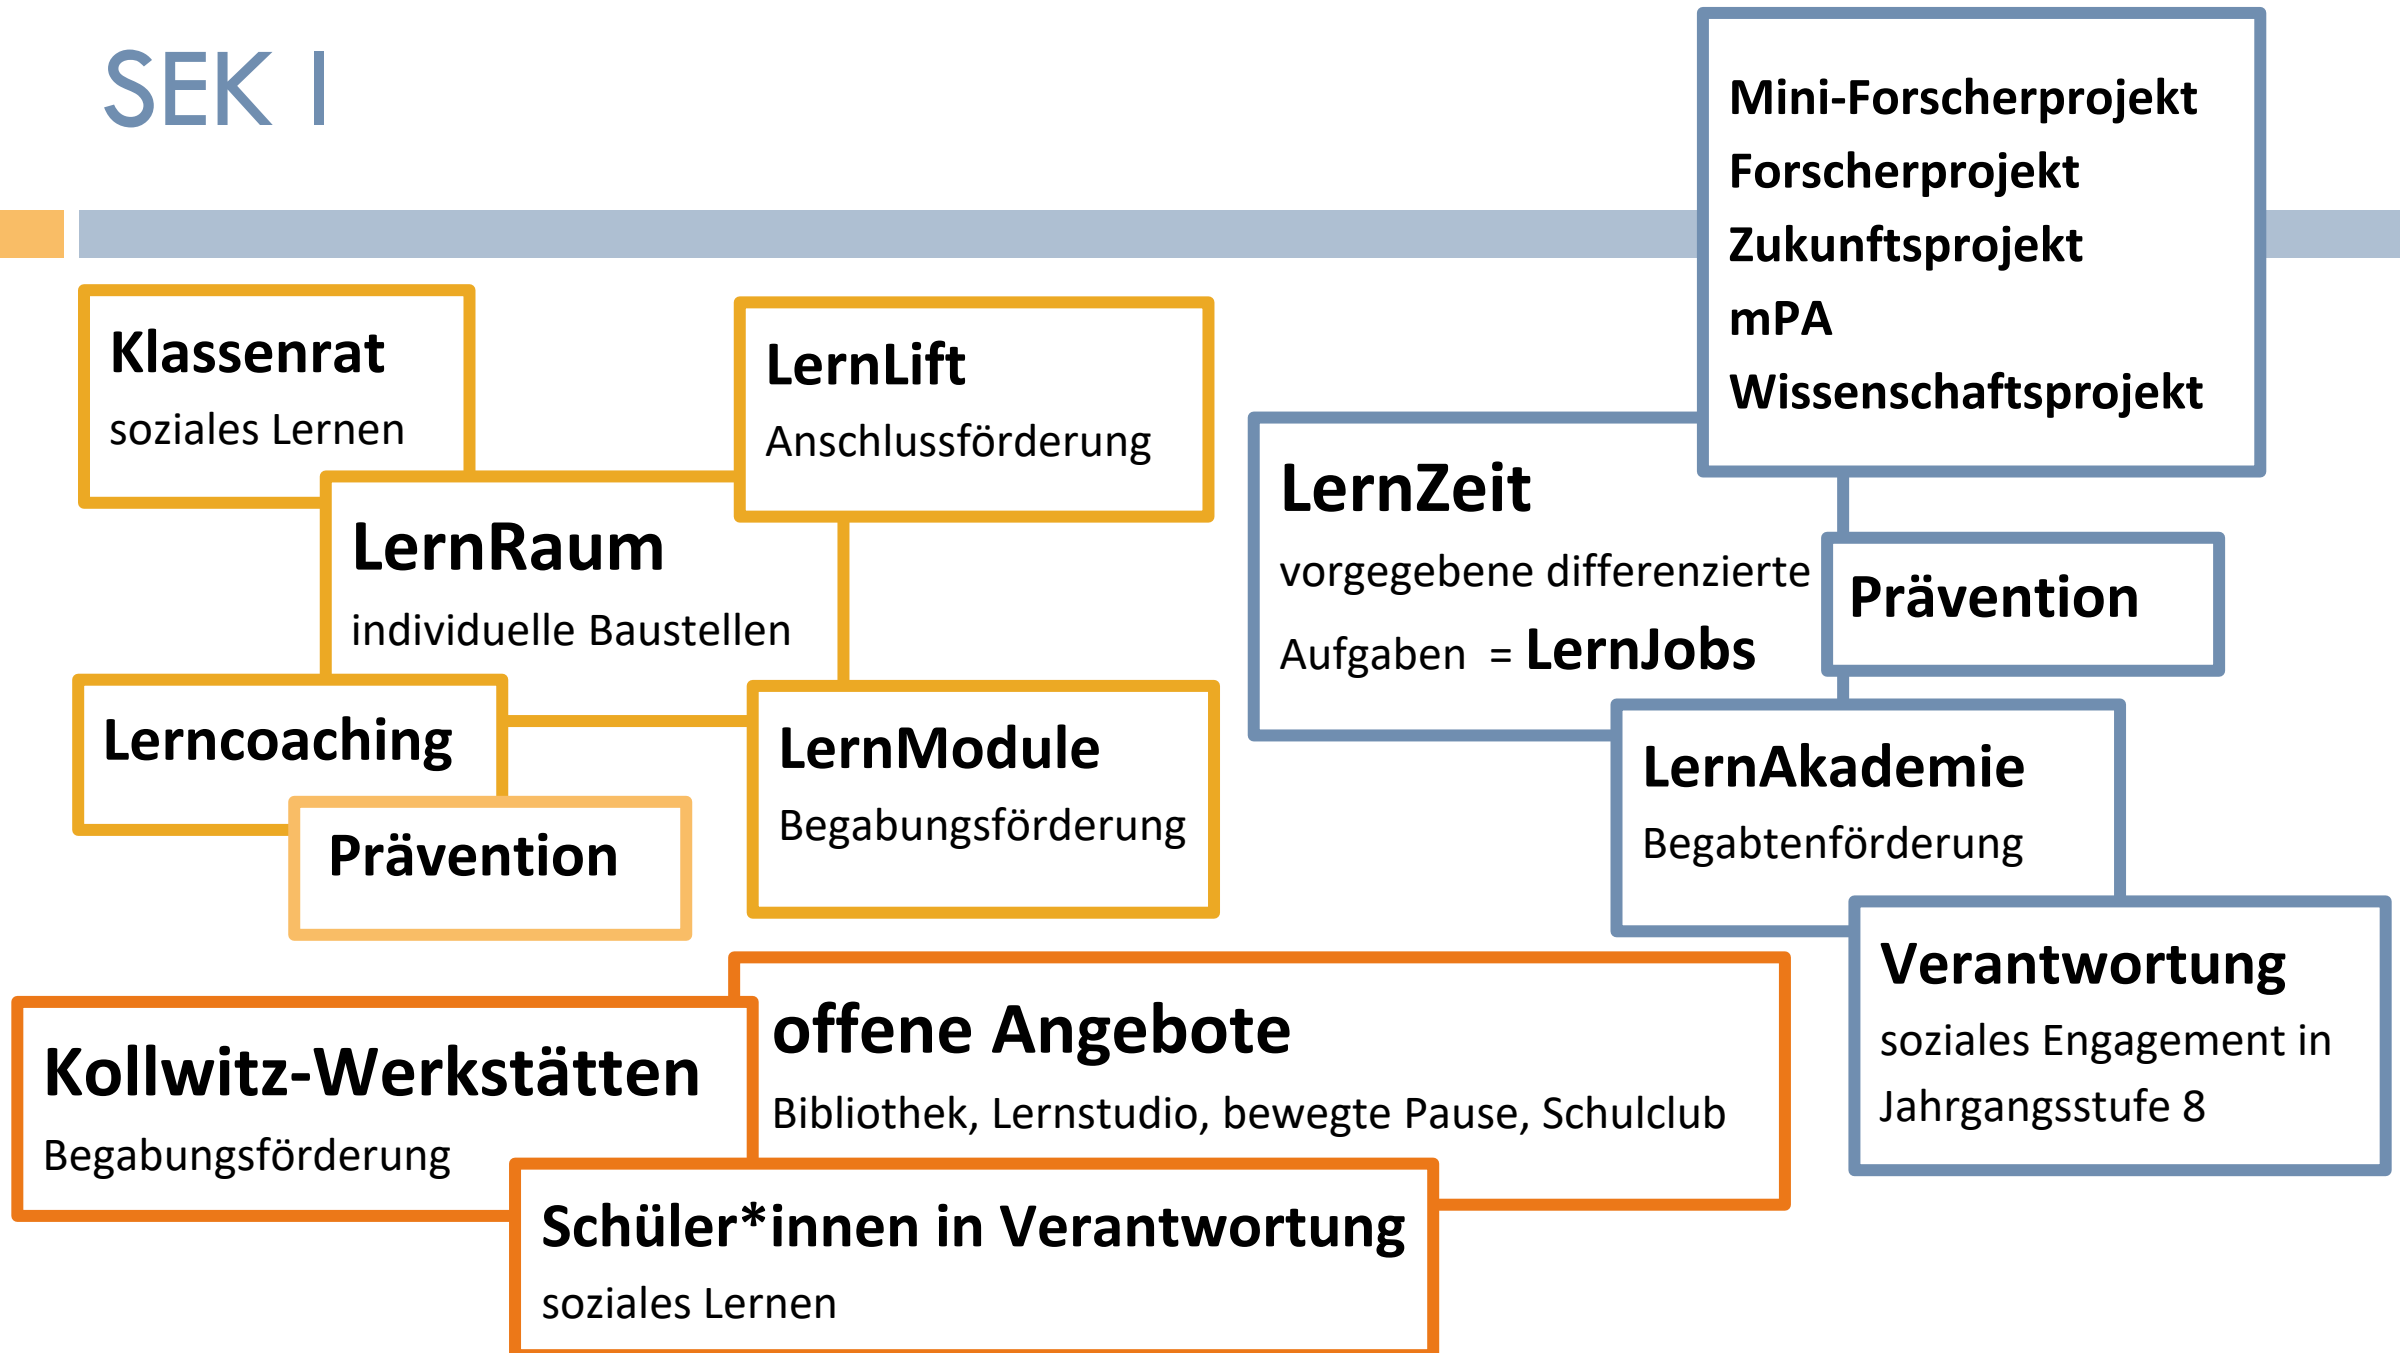 SEK I
Mini-Forscherprojekt
Forscherprojekt
Zukunftsprojekt
mPA
Wissenschaftsprojekt
Klassenrat
soziales Lernen
LernLift
Anschlussförderung
LernRaum
individuelle Baustellen
Lerncoaching
Prävention
LernModule
Begabungsförderung
LernZeit
vorgegebene differenzierte
Aufgaben = LernJobs
Prävention
LernAkademie
Begabtenförderung
Verantwortung
soziales Engagement in
Jahrgangsstufe 8
offene Angebote
Bibliothek, Lernstudio, bewegte Pause, Schulclub
Kollwitz-Werkstätten
Begabungsförderung
Schüler*innen in Verantwortung
soziales Lernen